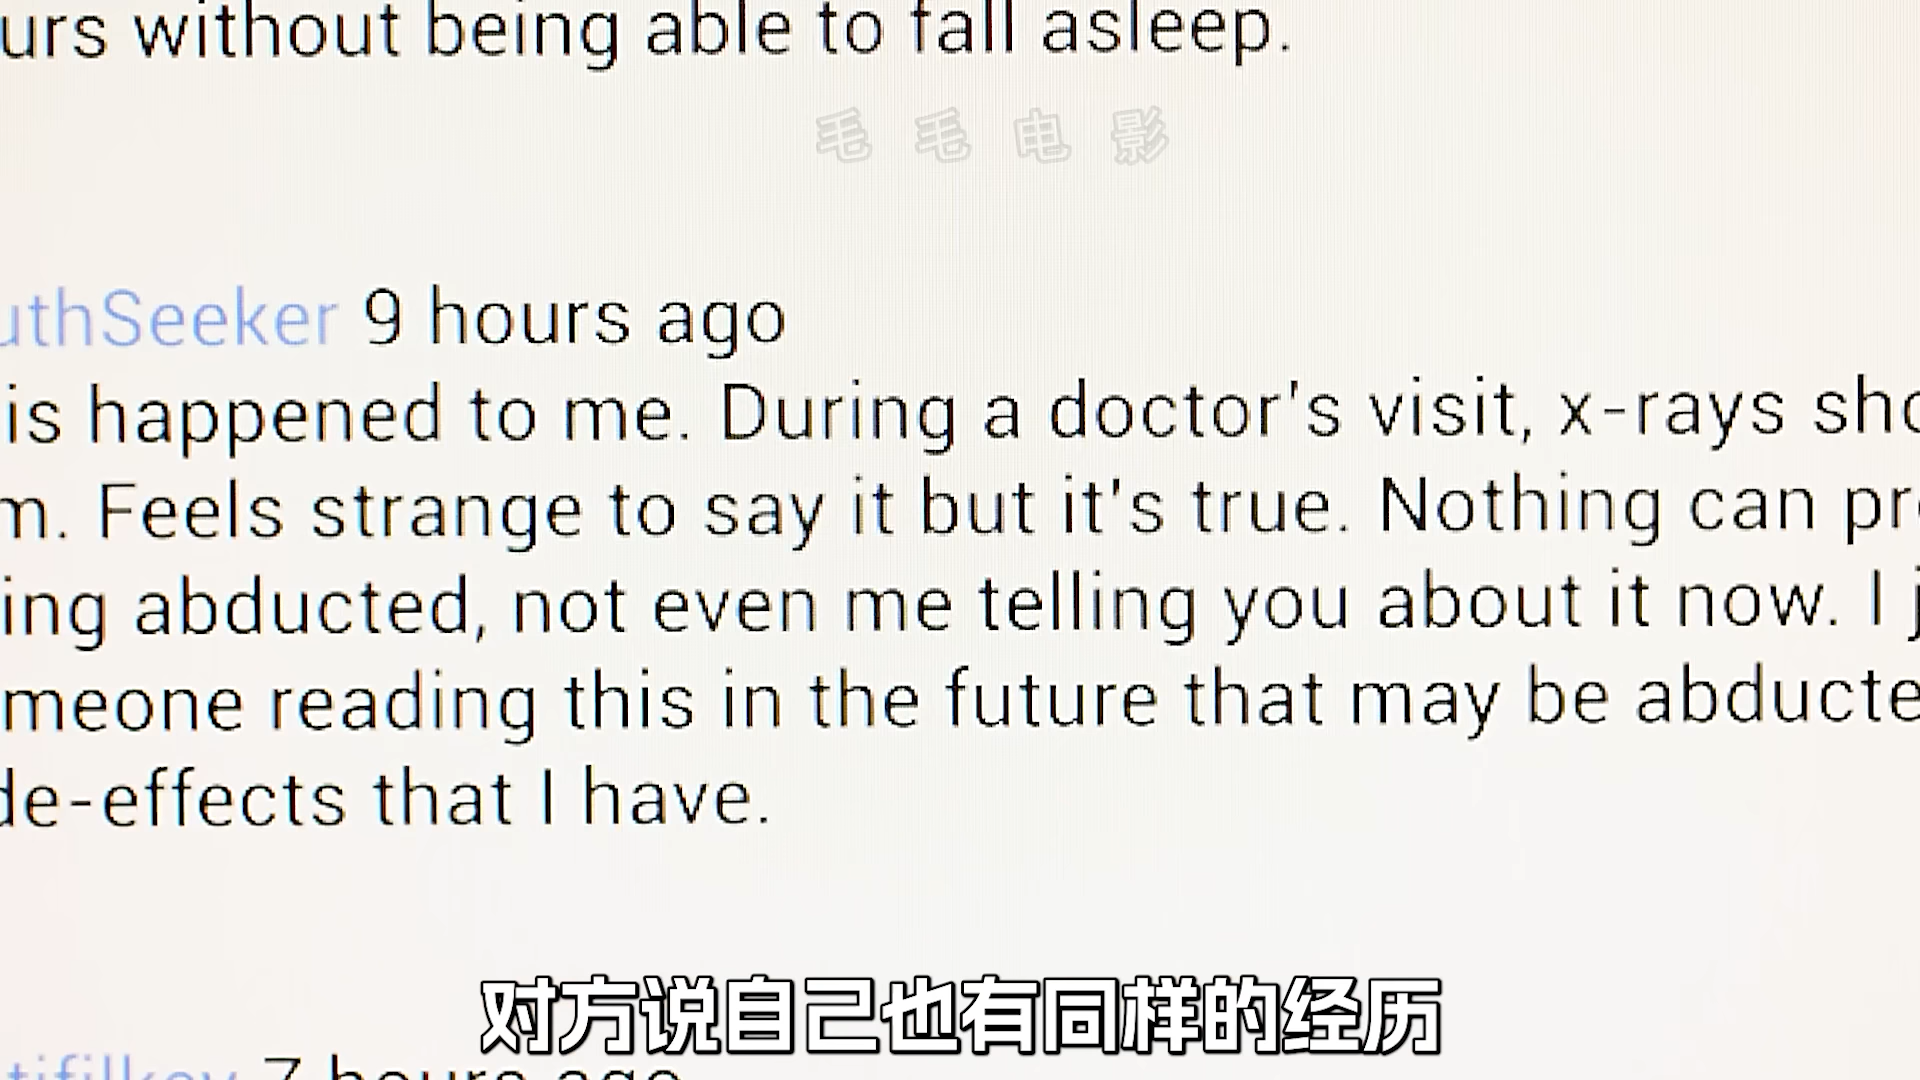 urs without being able to fall asleep.
毛毛电影
uthSeeker 9 hours ago
is happened to me. During a doctor's visit, x-rays sho
m. Feels strange to say it but it's true. Nothing can pr
ing abducted, not even me telling you about it now. I j
meone reading this in the future that may be abducte
de-effects that I have.
对方说自己也有同样的经历
7 hours ago